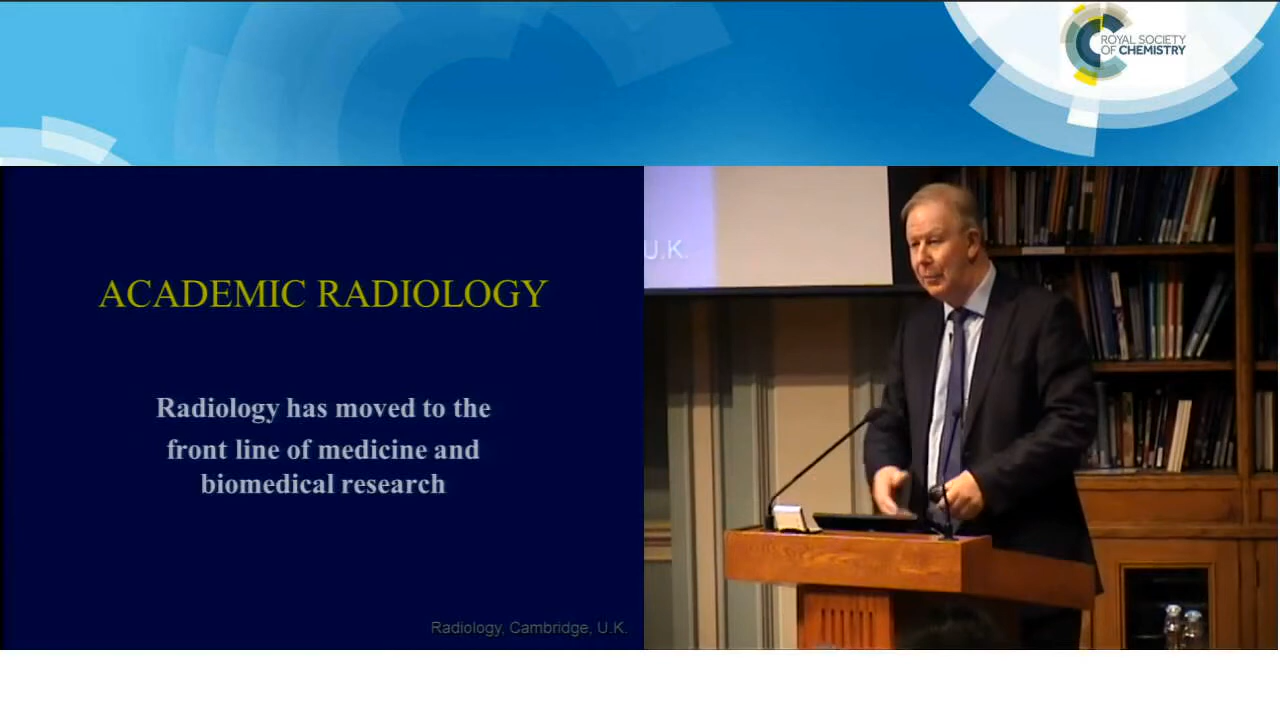 ROYAL SOCIETY
OF CHEMISTRY
ACADEMIC RADIOLOGY
Radiology has moved to the
front line of medicine and
biomedical research
Radiology, Cambridge, U.K.
U.K.